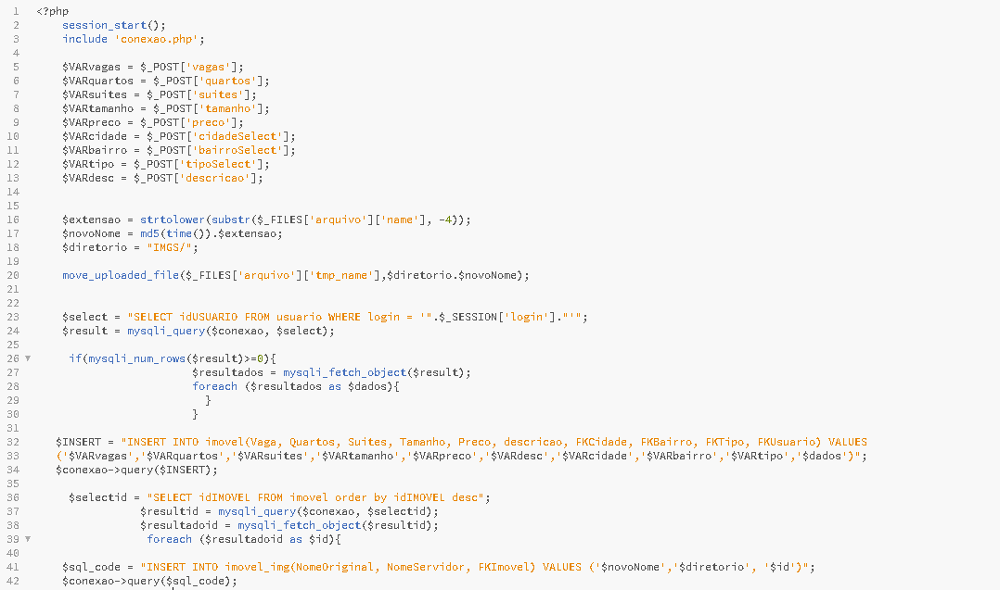 1 <?php
2 session_start();
3 include 'conexao.php';
4
5 $VARvagas = $_POST['vagas'];
6 $VARquartos = $_POST['quartos'];
7 $VARsuites = $_POST['suites'];
8 $VARtamanho = $_POST['tamanho'];
9 $VARpreco = $_POST['preco'];
10 $VARcidade = $_POST['cidadeSelect'];
11 $VARbairro = $_POST['bairroSelect'];
12 $VARtipo = $_POST['tipoSelect'];
13 $VARdesc = $_POST['descricao'];
14
15
16 $extensao = strtolower(substr($_FILES['arquivo']['name'], -4));
17 $novoNome = md5(time()).$extensao;
18 $diretorio = "IMGS/";
19
20 move_uploaded_file($_FILES['arquivo']['tmp_name'],$diretorio.$novoNome);
21
22
23 $select = "SELECT idUSUARIO FROM usuario WHERE login = '".$_SESSION['login']."'";
24 $result = mysqli_query($conexao, $select);
25
26 if(mysqli_num_rows($result)>=0){
27 $resultados = mysqli_fetch_object($result);
28 foreach ($resultados as $dados){
29 }
30 }
31
32 $INSERT = "INSERT INTO imovel(Vaga, Quartos, Suites, Tamanho, Preco, descricao, FKCidade, FKBairro, FKTipo, FKUsuario) VALUES
33 ('$VARvagas','$VARquartos','$VARsuites','$VARtamanho','$VARpreco','$VARdesc','$VARcidade','$VARbairro','$VARtipo','$dados')";
34 $conexao->query($INSERT);
35
36 $selectid = "SELECT idIMOVEL FROM imovel order by idIMOVEL desc";
37 $resultid = mysqli_query($conexao, $selectid);
38 $resultadoid = mysqli_fetch_object($resultid);
39 foreach ($resultadoid as $id){
40
41 $sql_code = "INSERT INTO imovel_img(NomeOriginal, NomeServidor, FKImovel) VALUES ('$novoNome','$diretorio', '$id')";
42 $conexao->query($sql_code);